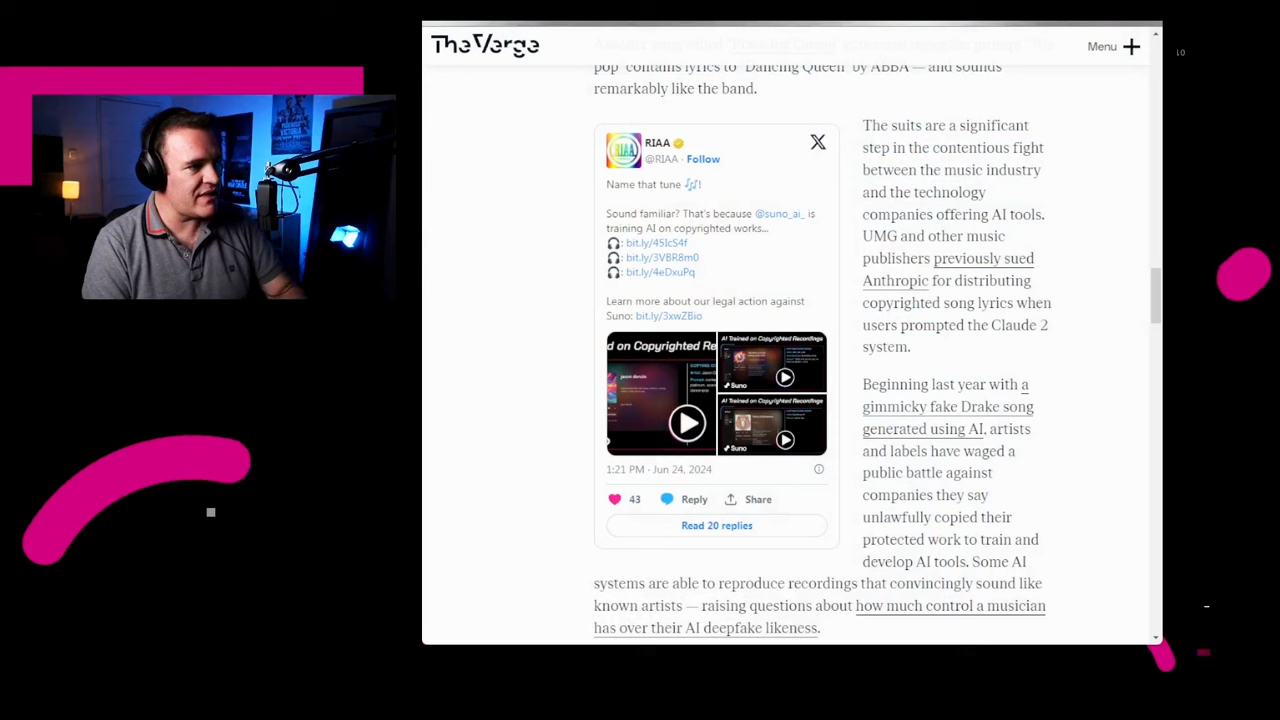 The Verge
Menu
10
pop" contains lyrics to "Dancing Queen" by ABBA — and sounds
remarkably like the band.
RIAA
@RIAA · Follow
Name that tune 🎶!
Sound familiar? That's because @suno_ai_ is
training AI on copyrighted works...
🎧: bit.ly/45IcS4f
🎧: bit.ly/3VBR8m0
🎧: bit.ly/4eDxuPq
Learn more about our legal action against
Suno: bit.ly/3xwZBio
AI Trained on Copyrighted Recordings
AI Trained on Copyrighted Recordings
Suno
Suno
1:21 PM · Jun 24, 2024
43
Reply
Share
Read 20 replies
The suits are a significant
step in the contentious fight
between the music industry
and the technology
companies offering AI tools.
UMG and other music
publishers previously sued
Anthropic for distributing
copyrighted song lyrics when
users prompted the Claude 2
system.
Beginning last year with a
gimmicky fake Drake song
generated using AI, artists
and labels have waged a
public battle against
companies they say
unlawfully copied their
protected work to train and
develop AI tools. Some AI
systems are able to reproduce recordings that convincingly sound like
known artists — raising questions about how much control a musician
has over their AI deepfake likeness.